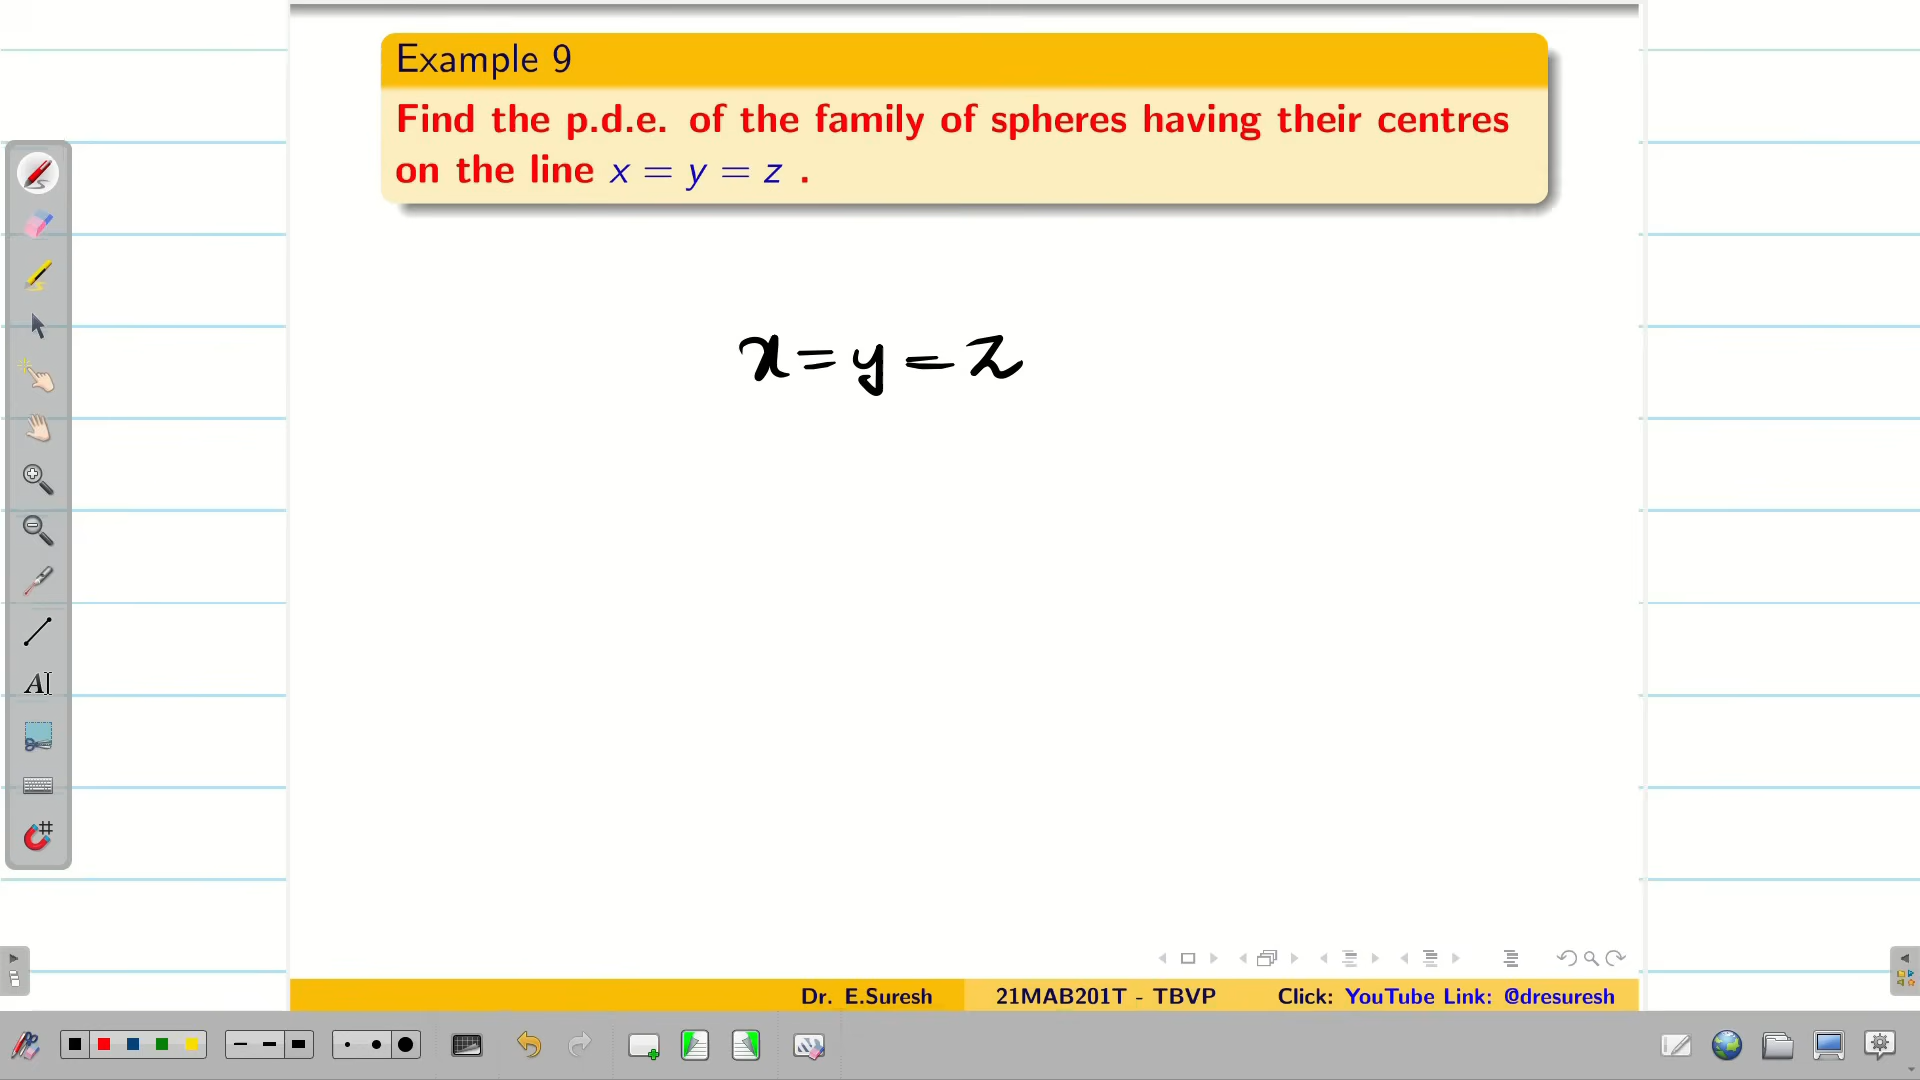 Example 9
Find the p.d.e. of the family of spheres having their centres
on the line x = y = z .
x = y = z
Dr. E.Suresh 21MAB201T - TBVP Click: YouTube Link: @dresuresh